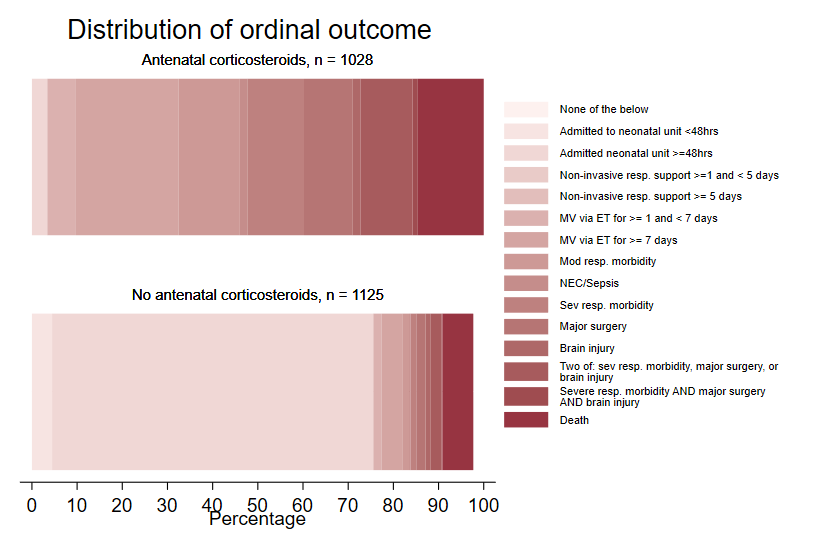 Distribution of ordinal outcome
Antenatal corticosteroids, n = 1028
No antenatal corticosteroids, n = 1125
0 10 20 30 40 50 60 70 80 90 100
Percentage
None of the below
Admitted to neonatal unit <48hrs
Admitted neonatal unit >=48hrs
Non-invasive resp. support >=1 and < 5 days
Non-invasive resp. support >= 5 days
MV via ET for >= 1 and < 7 days
MV via ET for >= 7 days
Mod resp. morbidity
NEC/Sepsis
Sev resp. morbidity
Major surgery
Brain injury
Two of: sev resp. morbidity, major surgery, or
brain injury
Severe resp. morbidity AND major surgery
AND brain injury
Death